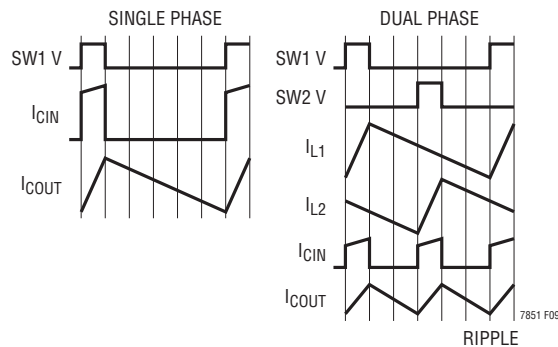 SINGLE PHASE
SW1 V
ICIN
ICOUT
DUAL PHASE
SW1 V
SW2 V
IL1
IL2
ICIN
ICOUT
7851 F09
RIPPLE